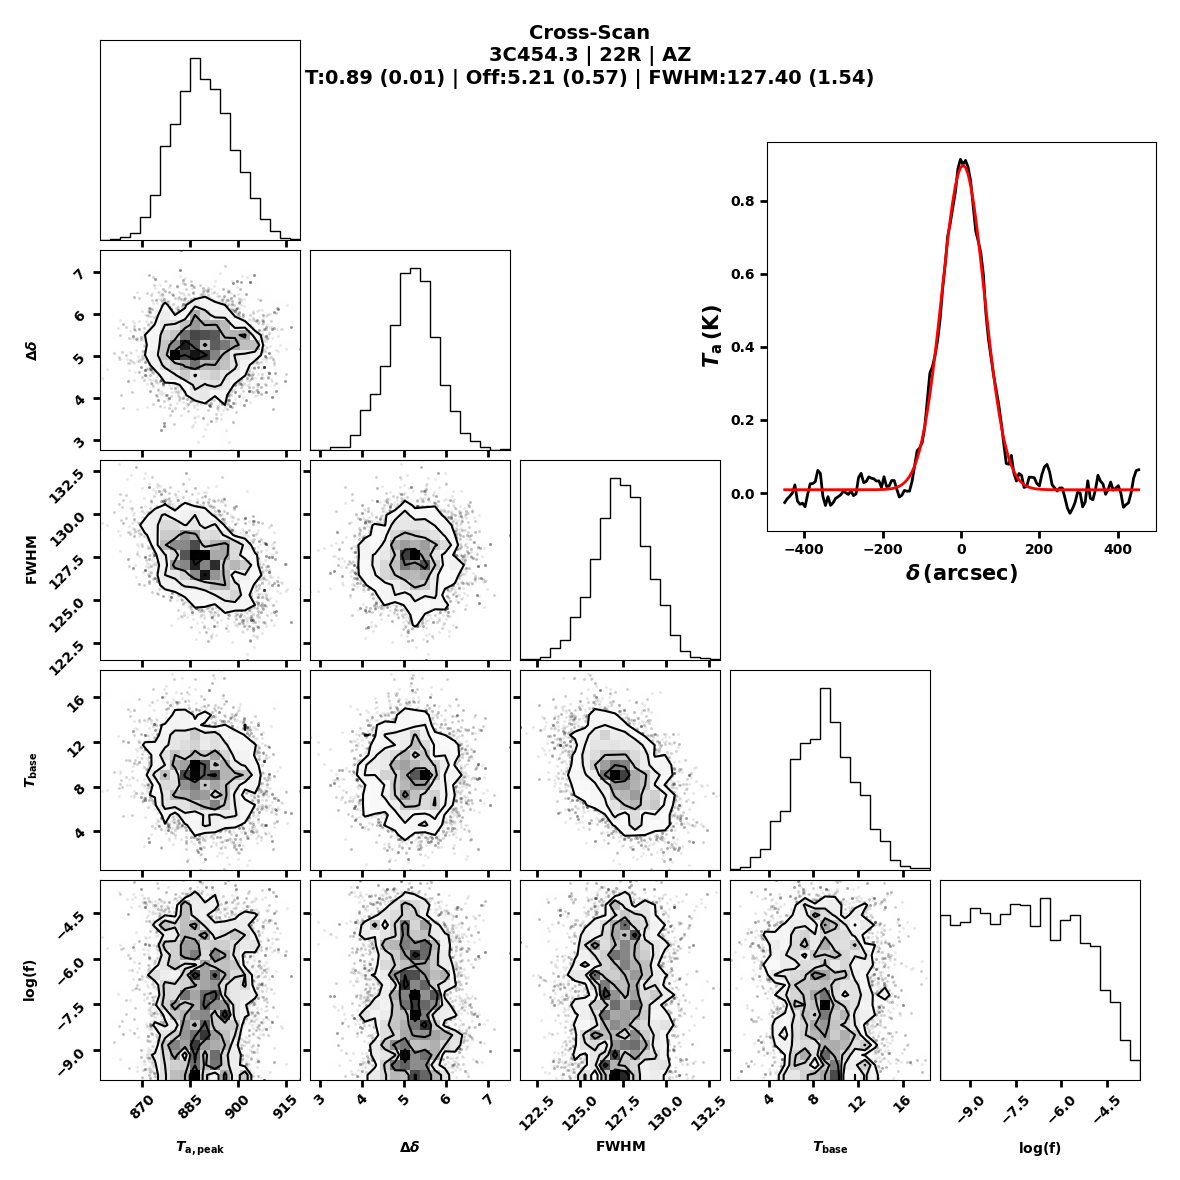 Cross-Scan
3C454.3 | 22R | AZ
T:0.89 (0.01) | Off:5.21 (0.57) | FWHM:127.40 (1.54)
0.8
0.6
0.4
0.2
0.0
Ta (K)
−400 −200 0 200 400
δ (arcsec)
7
6
5
4
3
Δδ
132.5
130.0
127.5
125.0
122.5
FWHM
16
12
8
4
Tbase
−4.5
−6.0
−7.5
−9.0
log(f)
870 885 900 915 3 4 5 6 7 122.5 125.0 127.5 130.0 132.5 4 8 12 16 −9.0 −7.5 −6.0 −4.5
Ta,peak Δδ FWHM Tbase log(f)